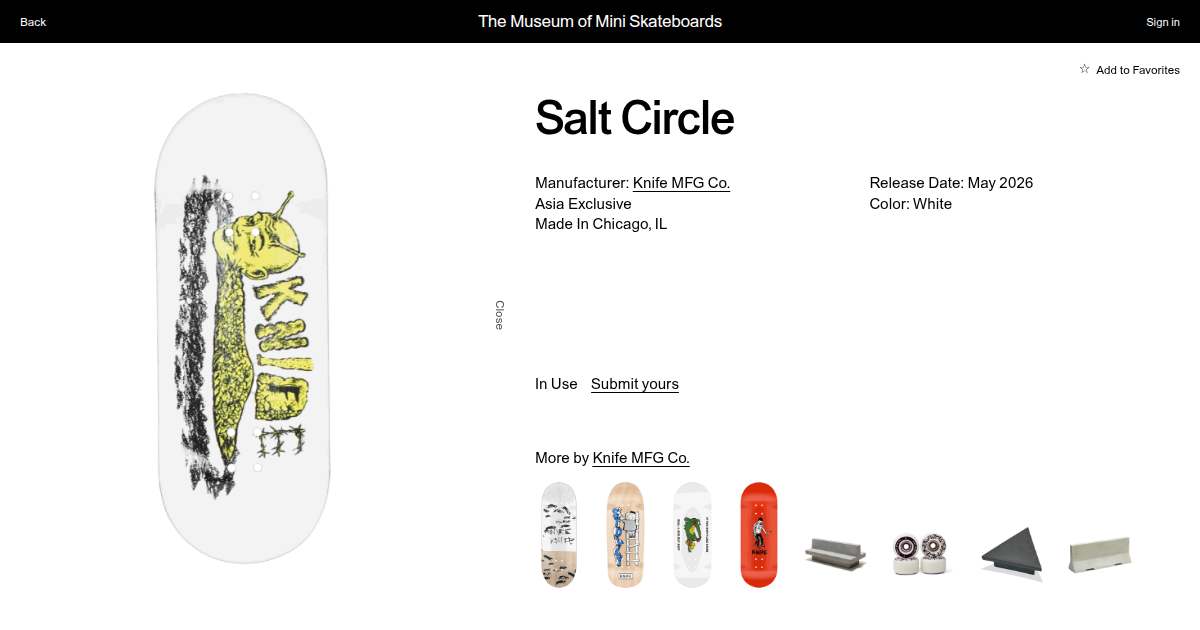 Back
The Museum of Mini Skateboards
Sign in
☆ Add to Favorites
Salt Circle
Manufacturer: Knife MFG Co.
Asia Exclusive
Made In Chicago, IL
Release Date: May 2026
Color: White
KNIFE
Close
In Use Submit yours
More by Knife MFG Co.